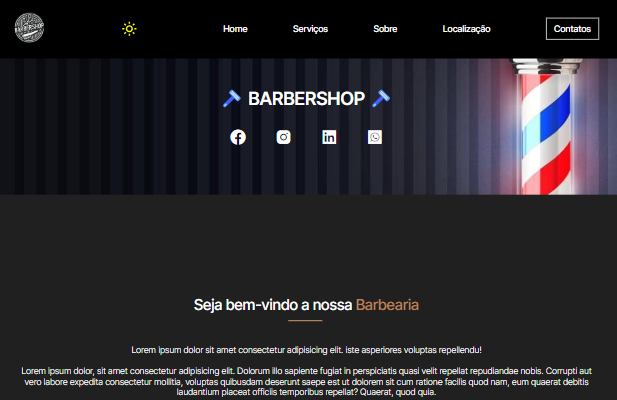 BARBERSHOP
Home
Serviços
Sobre
Localização
Contatos
BARBERSHOP
Seja bem-vindo a nossa Barbearia
Lorem ipsum dolor sit amet consectetur adipisicing elit. Iste asperiores voluptas repellendu!
Lorem ipsum dolor, sit amet consectetur adipisicing elit. Dolorum illo sapiente fugiat in perspiciatis quasi velit repellat repudiandae nobis. Corrupti aut
vero labore expedita consectetur mollitia, voluptas quibusdam deserunt saepe est ut dolorem sit cum ratione facilis quod nam, eum quaerat debitis
laudantium placeat officiis temporibus repellat? Quaerat, quod quia.